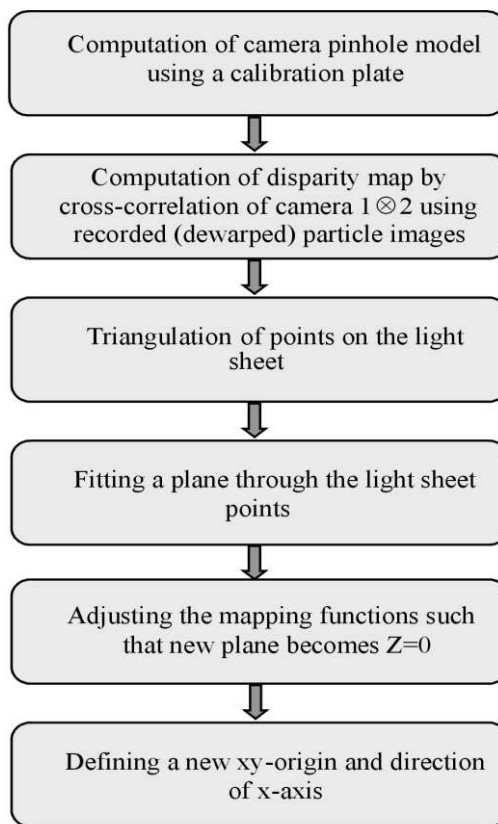 Computation of camera pinhole model
using a calibration plate
Computation of disparity map by
cross-correlation of camera 1⊗2 using
recorded (dewarped) particle images
Triangulation of points on the light
sheet
Fitting a plane through the light sheet
points
Adjusting the mapping functions such
that new plane becomes Z=0
Defining a new xy-origin and direction
of x-axis